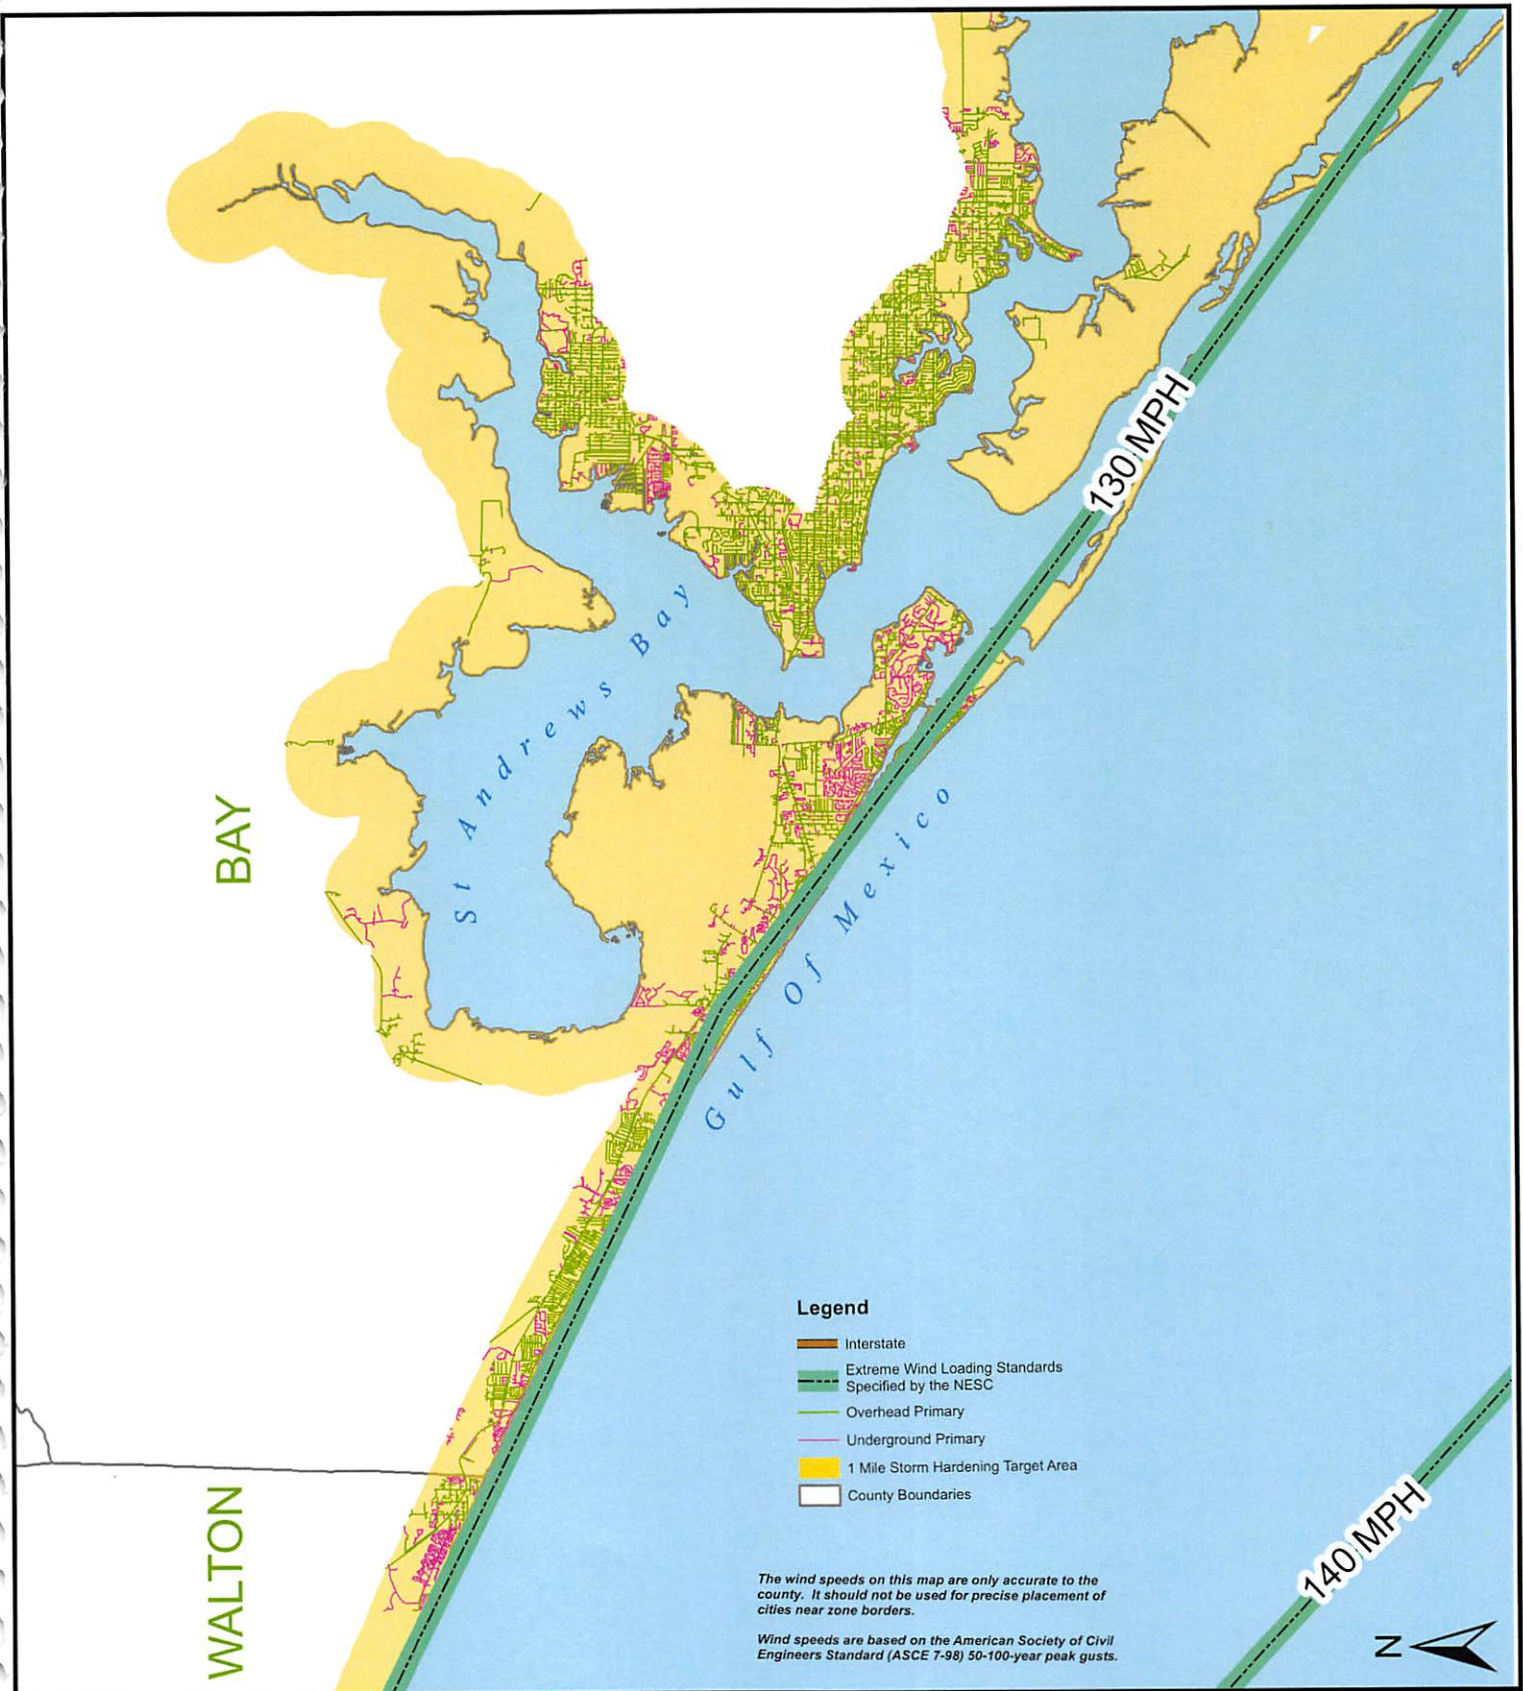 130 MPH
St Andrews Bay
BAY
Gulf Of Mexico
Legend
Interstate
Extreme Wind Loading Standards
Specified by the NESC
Overhead Primary
Underground Primary
1 Mile Storm Hardening Target Area
County Boundaries
WALTON
140 MPH
The wind speeds on this map are only accurate to the
county. It should not be used for precise placement of
cities near zone borders.
Wind speeds are based on the American Society of Civil
Engineers Standard (ASCE 7-98) 50-100-year peak gusts.
N